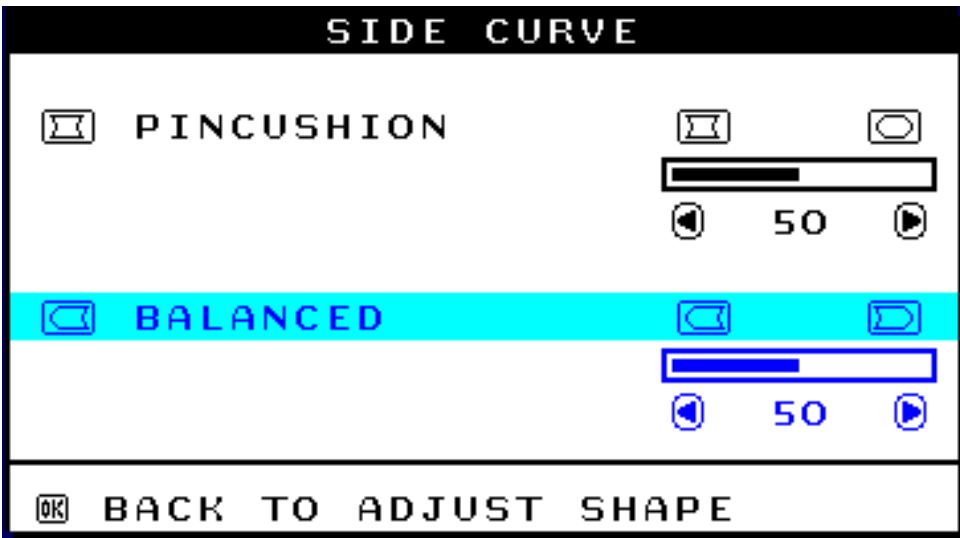 SIDE CURVE
PINCUSHION
50
BALANCED
50
OK BACK TO ADJUST SHAPE